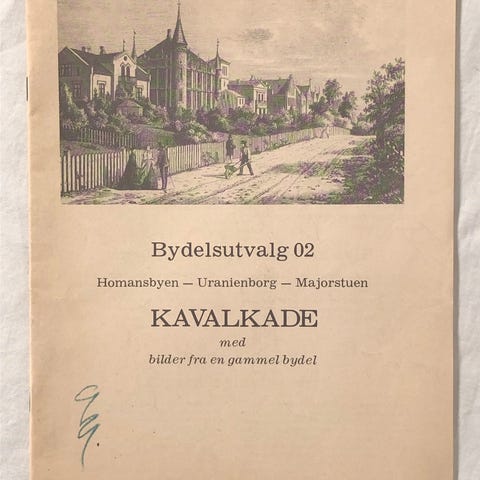 Bydelsutvalg 02
Homansbyen — Uranienborg — Majorstuen
KAVALKADE
med
bilder fra en gammel bydel